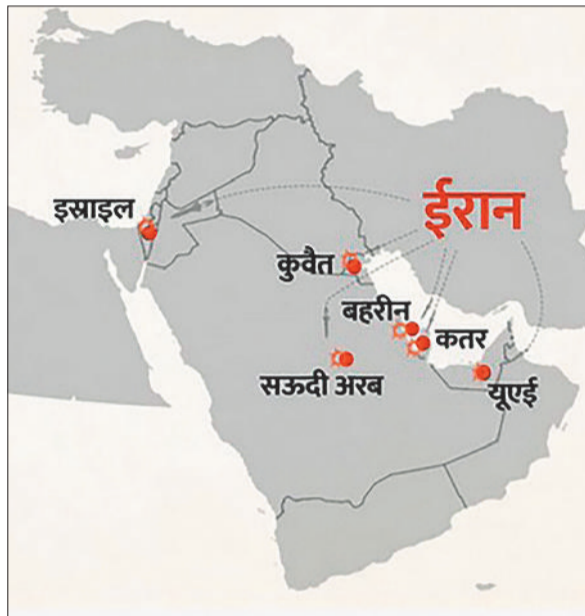 इस्राइल
ईरान
कुवैत
बहरीन
कतर
सऊदी अरब
यूएई